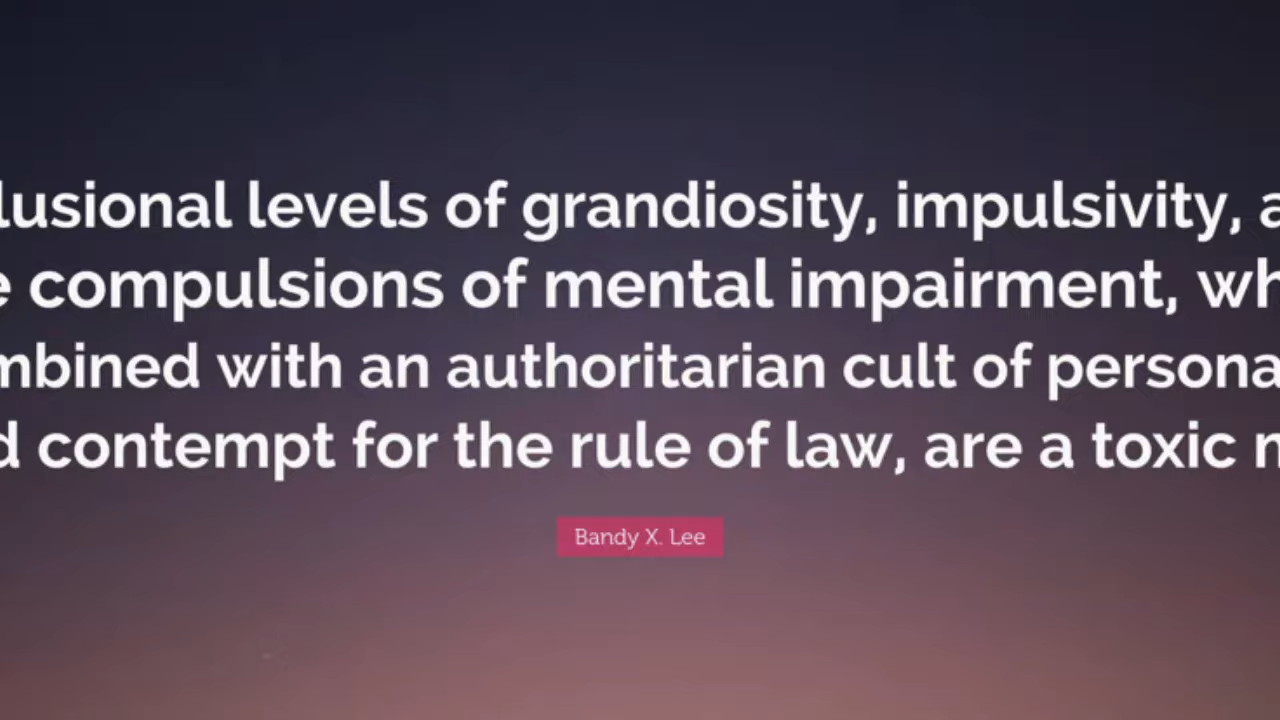 lusional levels of grandiosity, impulsivity, a
e compulsions of mental impairment, wh
mbined with an authoritarian cult of persona
d contempt for the rule of law, are a toxic m
Bandy X. Lee